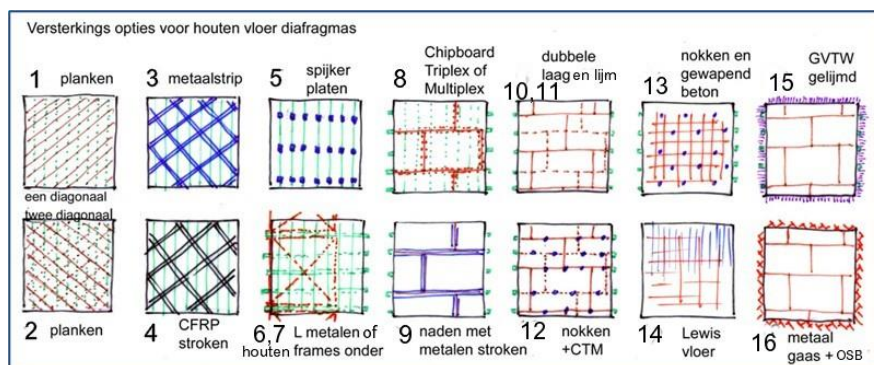 Versterkings opties voor houten vloer diafragmas
1 planken
3 metaalstrip
5 spijker
platen
8 Chipboard
Triplex of
Multiplex
10,11 dubbele
laag en lijm
13 nokken en
gewapend
beton
15 GVTW
gelijmd
een diagonaal
twee diagonaal
2 planken
4 CFRP
stroken
6,7 L metalen of
houten frames onder
9 naden met
metalen stroken
12 nokken
+CTM
14 Lewis
vloer
16 metaal
gaas + OSB